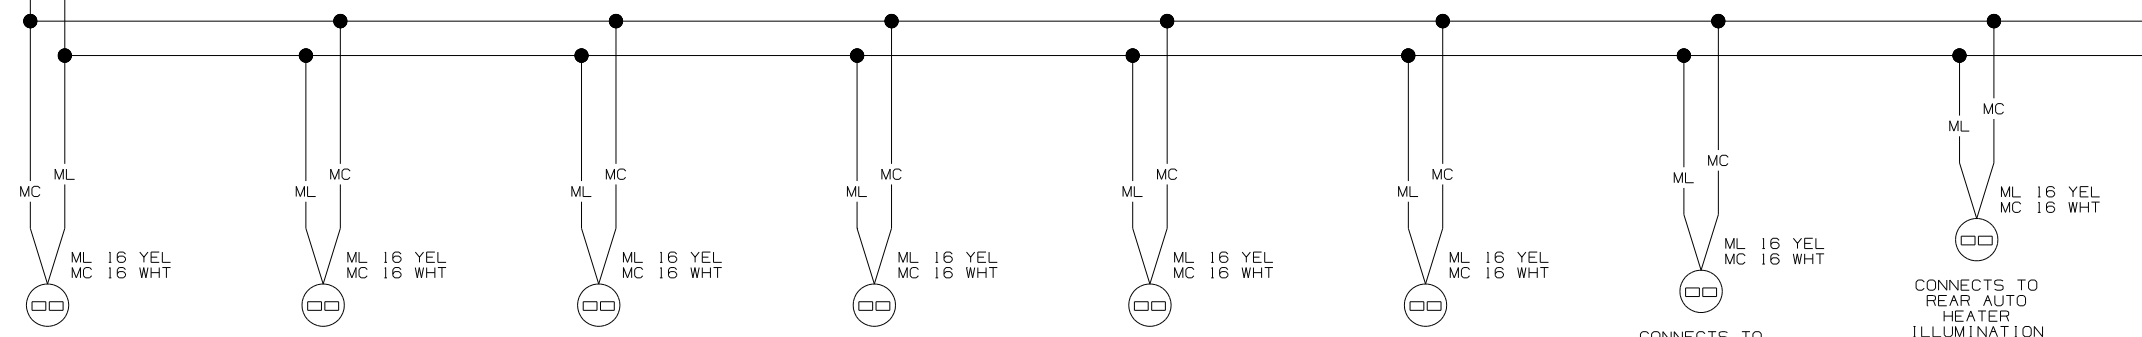 MC
ML
ML 16 YEL
MC 16 WHT
ML
MC
ML 16 YEL
MC 16 WHT
ML
MC
ML 16 YEL
MC 16 WHT
ML
MC
ML 16 YEL
MC 16 WHT
ML
MC
ML 16 YEL
MC 16 WHT
ML
MC
ML 16 YEL
MC 16 WHT
ML
MC
ML 16 YEL
MC 16 WHT
CONNECTS TO
ML
MC
ML 16 YEL
MC 16 WHT
CONNECTS TO
REAR AUTO
HEATER
ILLUMINATION